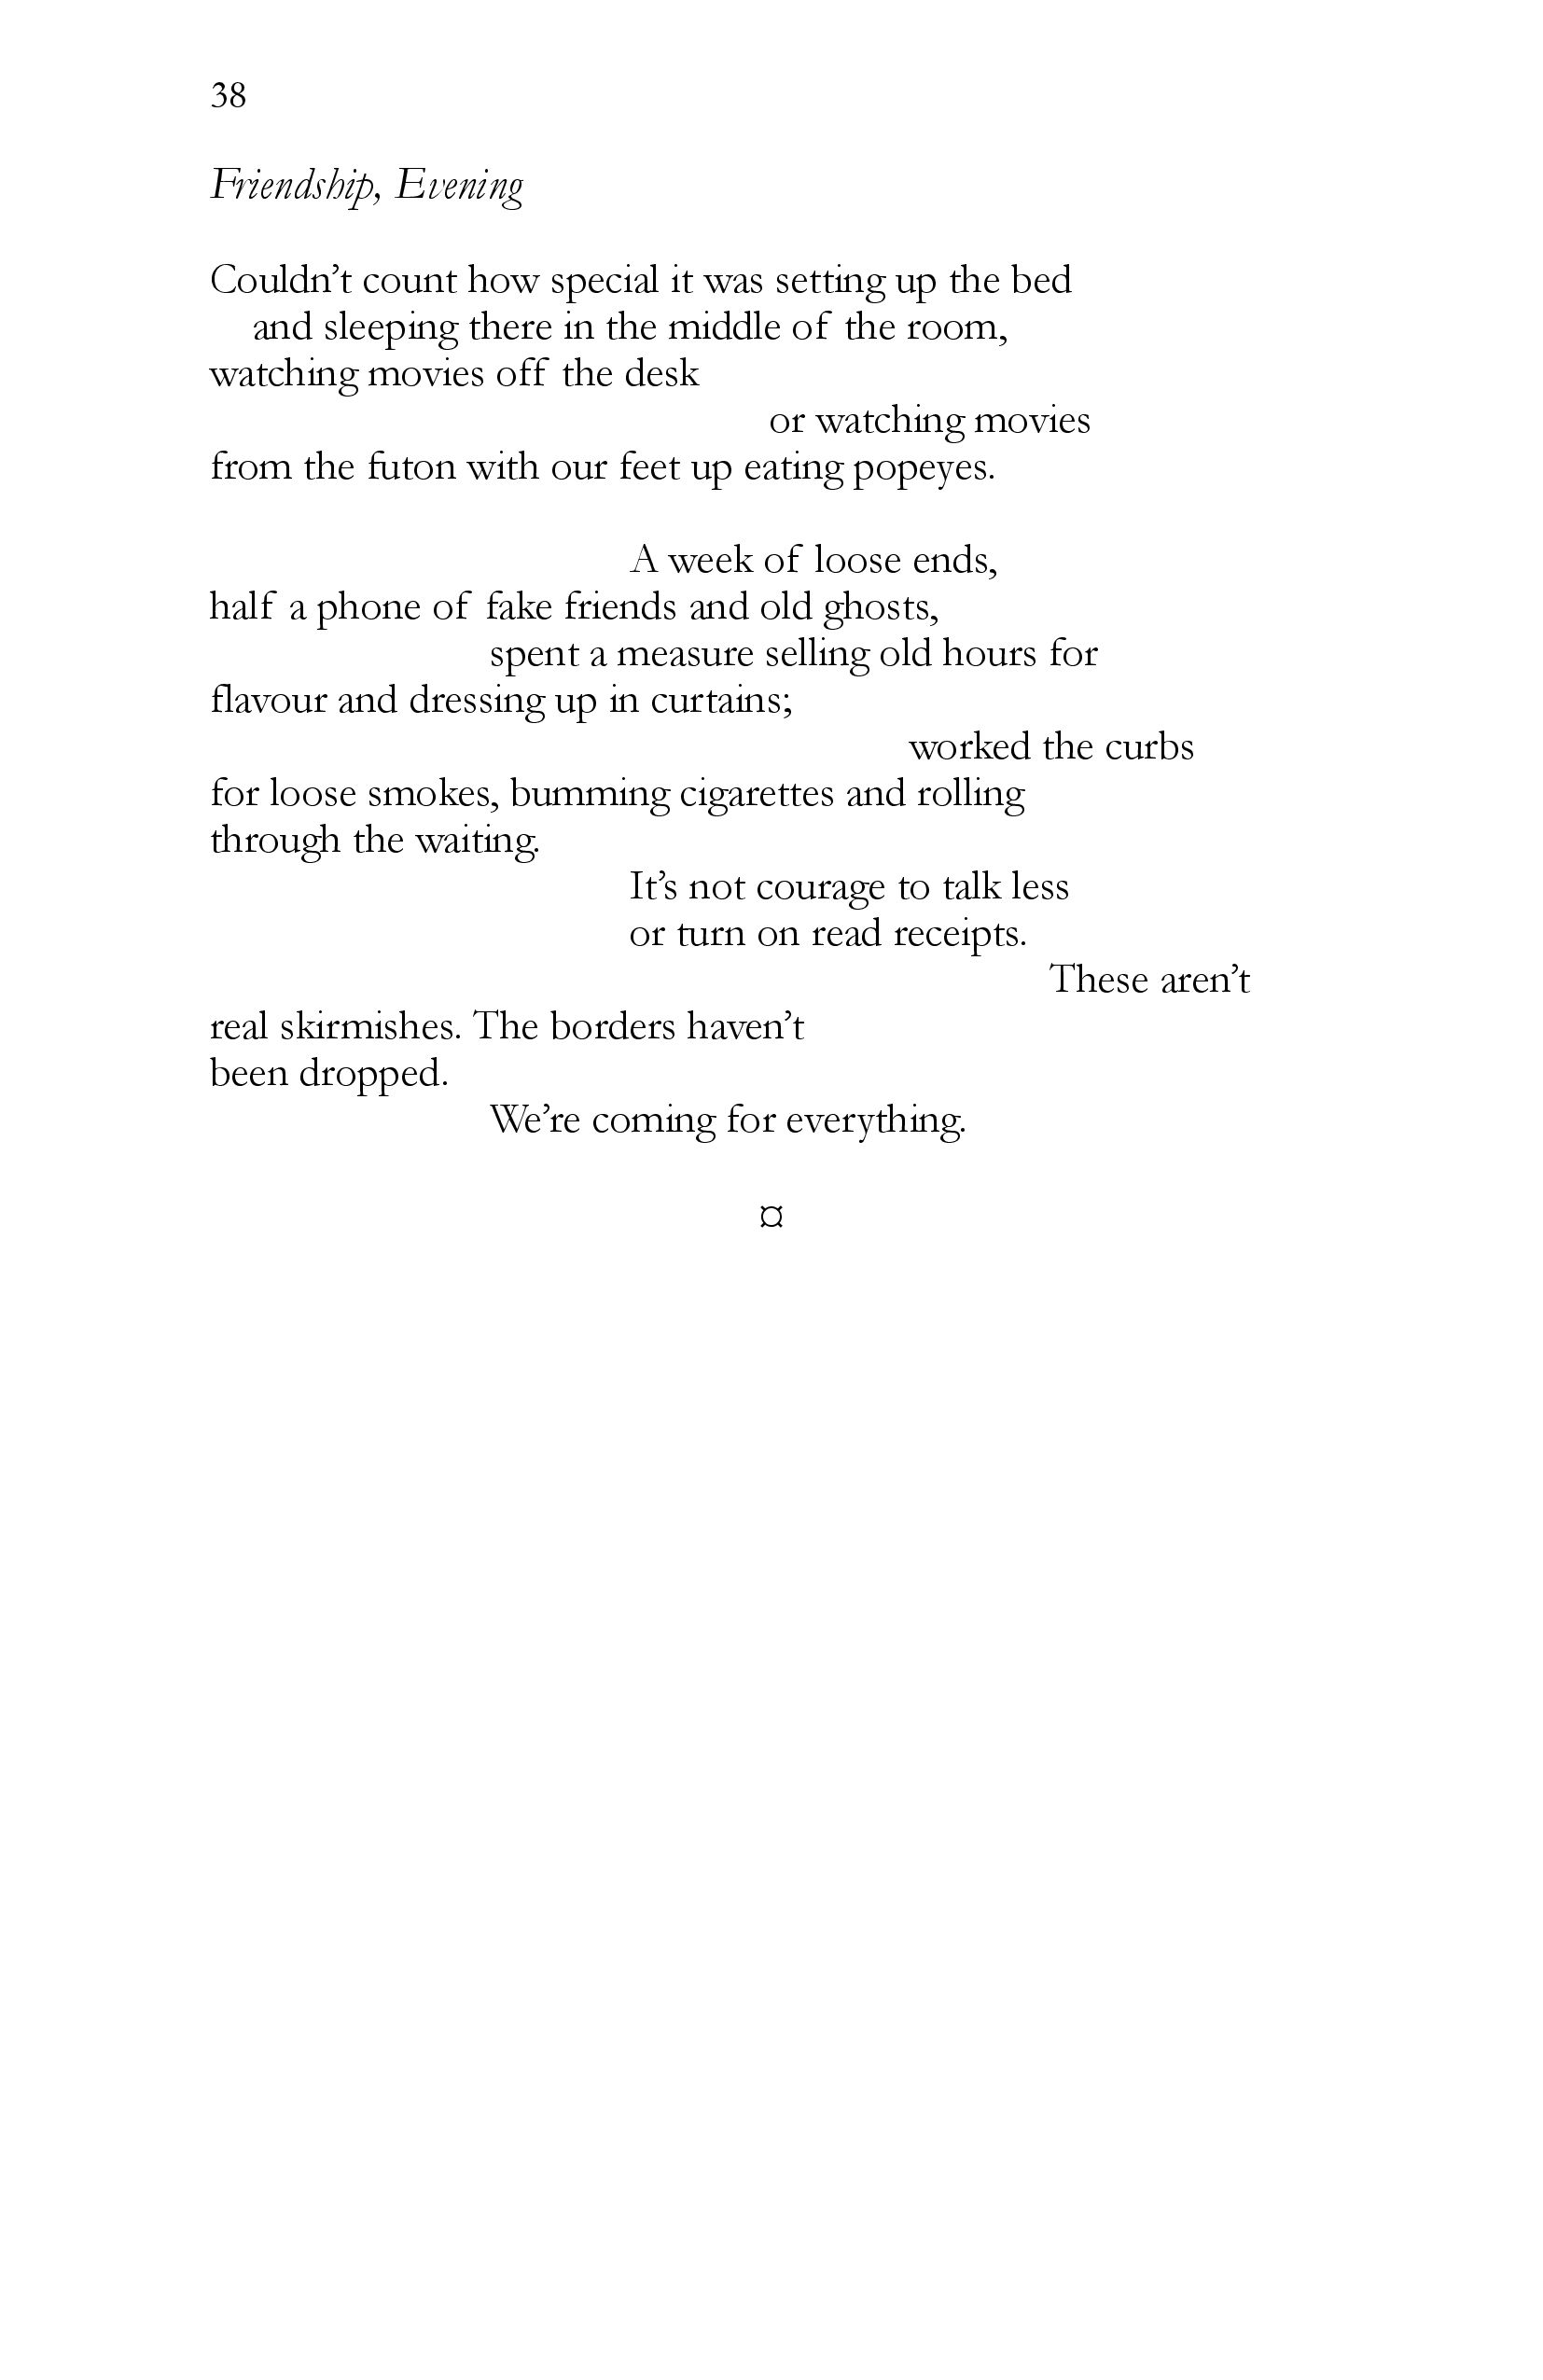 38
Friendship, Evening
Couldn’t count how special it was setting up the bed
and sleeping there in the middle of the room,
watching movies off the desk
or watching movies
from the futon with our feet up eating popeyes.
A week of loose ends,
half a phone of fake friends and old ghosts,
spent a measure selling old hours for
flavour and dressing up in curtains;
worked the curbs
for loose smokes, bumming cigarettes and rolling
through the waiting.
It’s not courage to talk less
or turn on read receipts.
These aren’t
real skirmishes. The borders haven’t
been dropped.
We’re coming for everything.
¤